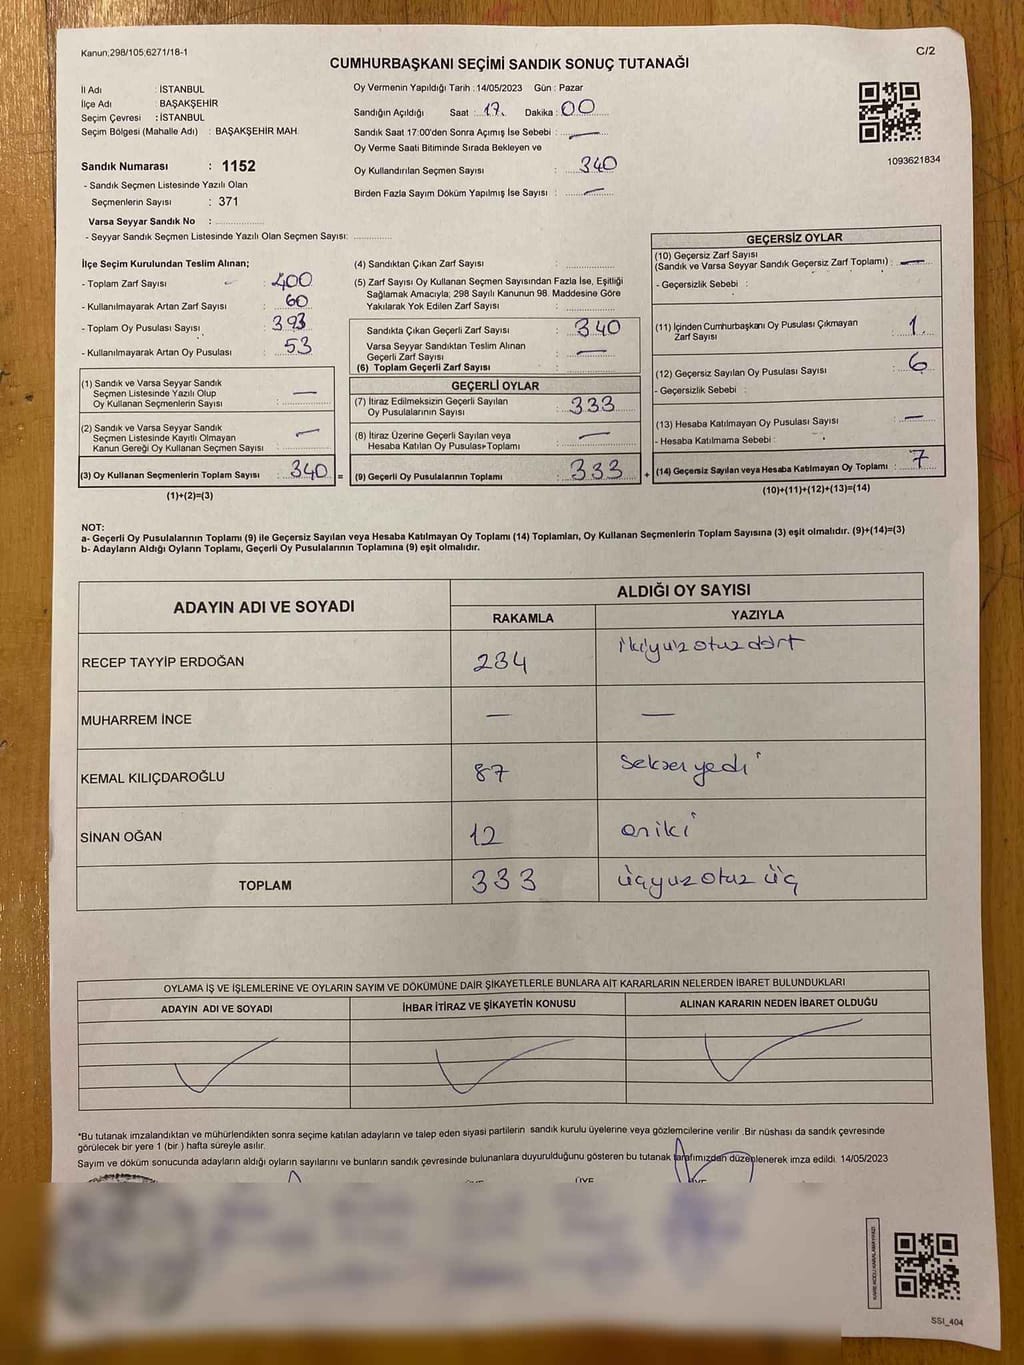 Kanun;298/105;6271/18-1
C/2
CUMHURBAŞKANI SEÇİMİ SANDIK SONUÇ TUTANAĞI
İl Adı : İSTANBUL
İlçe Adı : BAŞAKŞEHİR
Seçim Çevresi : İSTANBUL
Seçim Bölgesi (Mahalle Adı) : BAŞAKŞEHİR MAH.
Sandık Numarası : 1152
- Sandık Seçmen Listesinde Yazılı Olan
Seçmenlerin Sayısı : 371
Varsa Seyyar Sandık No :
- Seyyar Sandık Seçmen Listesinde Yazılı Olan Seçmen Sayısı:
Oy Vermenin Yapıldığı Tarih : 14/05/2023 Gün : Pazar
Sandığın Açıldığı Saat : 17. Dakika : 00
Sandık Saat 17:00'den Sonra Açımış İse Sebebi : —
Oy Verme Saati Bitiminde Sırada Bekleyen ve
Oy Kullandırılan Seçmen Sayısı : 340
Birden Fazla Sayım Döküm Yapılmış İse Sayısı : —
1093621834
İlçe Seçim Kurulundan Teslim Alınan;
- Toplam Zarf Sayısı : 400
- Kullanılmayarak Artan Zarf Sayısı : 60
- Toplam Oy Pusulası Sayısı : 393
- Kullanılmayarak Artan Oy Pusulası : 53
(1) Sandık ve Varsa Seyyar Sandık
Seçmen Listesinde Yazılı Olup
Oy Kullanan Seçmenlerin Sayısı : —
(2) Sandık ve Varsa Seyyar Sandık
Seçmen Listesinde Kayıtlı Olmayan
Kanun Gereği Oy Kullanan Seçmen Sayısı : —
(3) Oy Kullanan Seçmenlerin Toplam Sayısı : 340 =
(1)+(2)=(3)
(4) Sandıktan Çıkan Zarf Sayısı :
(5) Zarf Sayısı Oy Kullanan Seçmen Sayısından Fazla İse, Eşitliği
Sağlamak Amacıyla; 298 Sayılı Kanunun 98. Maddesine Göre
Yakılarak Yok Edilen Zarf Sayısı :
Sandıkta Çıkan Geçerli Zarf Sayısı : 340
Varsa Seyyar Sandıktan Teslim Alınan
Geçerli Zarf Sayısı : —
(6) Toplam Geçerli Zarf Sayısı
GEÇERLİ OYLAR
(7) İtiraz Edilmeksizin Geçerli Sayılan
Oy Pusulalarının Sayısı : 333
(8) İtiraz Üzerine Geçerli Sayılan veya
Hesaba Katılan Oy Pusulası Toplamı : —
(9) Geçerli Oy Pusulalarının Toplamı : 333 +
GEÇERSİZ OYLAR
(10) Geçersiz Zarf Sayısı
(Sandık ve Varsa Seyyar Sandık Geçersiz Zarf Toplamı) : —
- Geçersizlik Sebebi :
(11) İçinden Cumhurbaşkanı Oy Pusulası Çıkmayan
Zarf Sayısı : 1
(12) Geçersiz Sayılan Oy Pusulası Sayısı : 6
- Geçersizlik Sebebi :
(13) Hesaba Katılmayan Oy Pusulası Sayısı : —
- Hesaba Katılmama Sebebi :
(14) Geçersiz Sayılan veya Hesaba Katılmayan Oy Toplamı : 7
(10)+(11)+(12)+(13)=(14)
NOT:
a- Geçerli Oy Pusulalarının Toplamı (9) ile Geçersiz Sayılan veya Hesaba Katılmayan Oy Toplamı (14) Toplamları, Oy Kullanan Seçmenlerin Toplam Sayısına (3) eşit olmalıdır. (9)+(14)=(3)
b- Adayların Aldığı Oyların Toplamı, Geçerli Oy Pusulalarının Toplamına (9) eşit olmalıdır.
ADAYIN ADI VE SOYADI ALDIĞI OY SAYISI
RAKAMLA YAZIYLA
RECEP TAYYİP ERDOĞAN 234 ikiyüz otuz dört
MUHARREM İNCE — —
KEMAL KILIÇDAROĞLU 87 seksen yedi
SİNAN OĞAN 12 oniki
TOPLAM 333 üçyuz otuz üç
OYLAMA İŞ VE İŞLEMLERİNE VE OYLARIN SAYIM VE DÖKÜMÜNE DAİR ŞİKAYETLERLE BUNLARA AİT KARARLARIN NELERDEN İBARET BULUNDUKLARI
ADAYIN ADI VE SOYADI İHBAR İTİRAZ VE ŞİKAYETİN KONUSU ALINAN KARARIN NEDEN İBARET OLDUĞU
*Bu tutanak imzalandıktan ve mühürlendikten sonra seçime katılan adayların ve talep eden siyasi partilerin sandık kurulu üyelerine veya gözlemcilerine verilir .Bir nüshası da sandık çevresinde
görülecek bir yere 1 (bir ) hafta süreyle asılır.
Sayım ve döküm sonucunda adayların aldığı oyların sayılarını ve bunların sandık çevresinde bulunanlara duyurulduğunu gösteren bu tutanak tarafımızdan düzenlenerek imza edildi. 14/05/2023
ÜYE
SSI_404